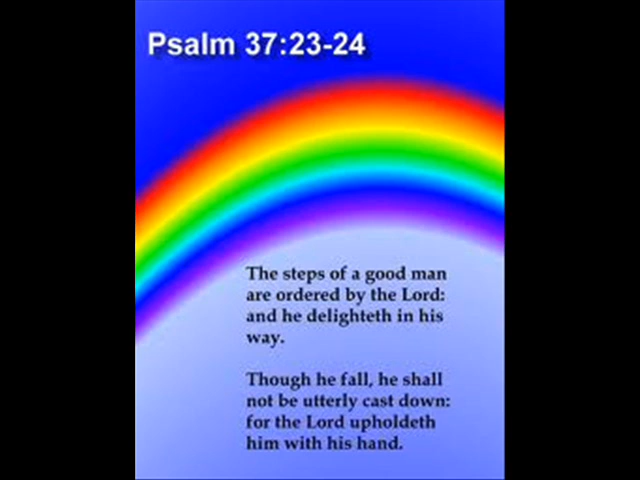 Psalm 37:23-24
The steps of a good man
are ordered by the Lord:
and he delighteth in his
way.
Though he fall, he shall
not be utterly cast down:
for the Lord upholdeth
him with his hand.